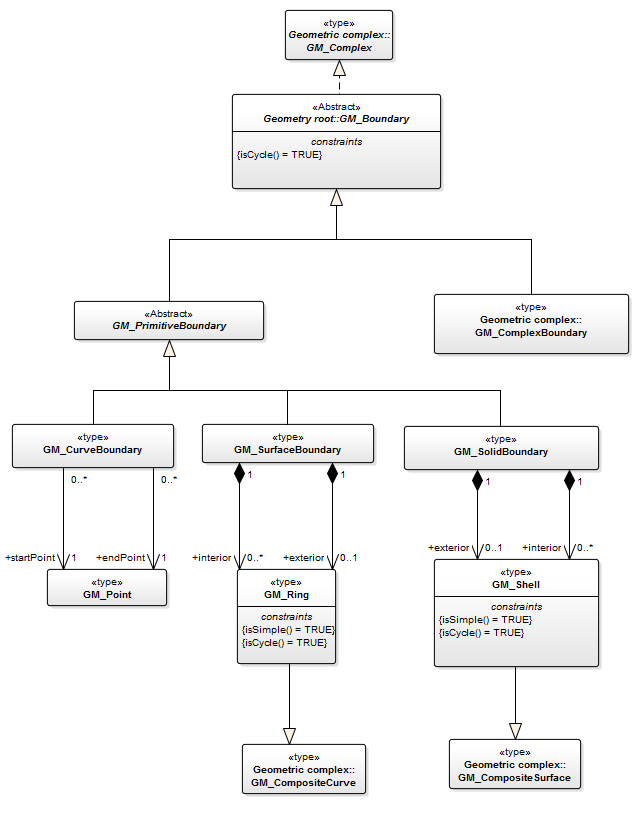 «type»
Geometric complex::
GM_Complex
«Abstract»
Geometry root::GM_Boundary
constraints
{isCycle() = TRUE}
«Abstract»
GM_PrimitiveBoundary
«type»
Geometric complex::
GM_ComplexBoundary
«type»
GM_CurveBoundary
«type»
GM_SurfaceBoundary
«type»
GM_SolidBoundary
0..*
0..*
1
1
1
1
+startPoint
1
+endPoint
1
+interior
0..*
+exterior
0..1
+exterior
0..1
+interior
0..*
«type»
GM_Point
«type»
GM_Ring
constraints
{isSimple() = TRUE}
{isCycle() = TRUE}
«type»
GM_Shell
constraints
{isSimple() = TRUE}
{isCycle() = TRUE}
«type»
Geometric complex::
GM_CompositeCurve
«type»
Geometric complex::
GM_CompositeSurface